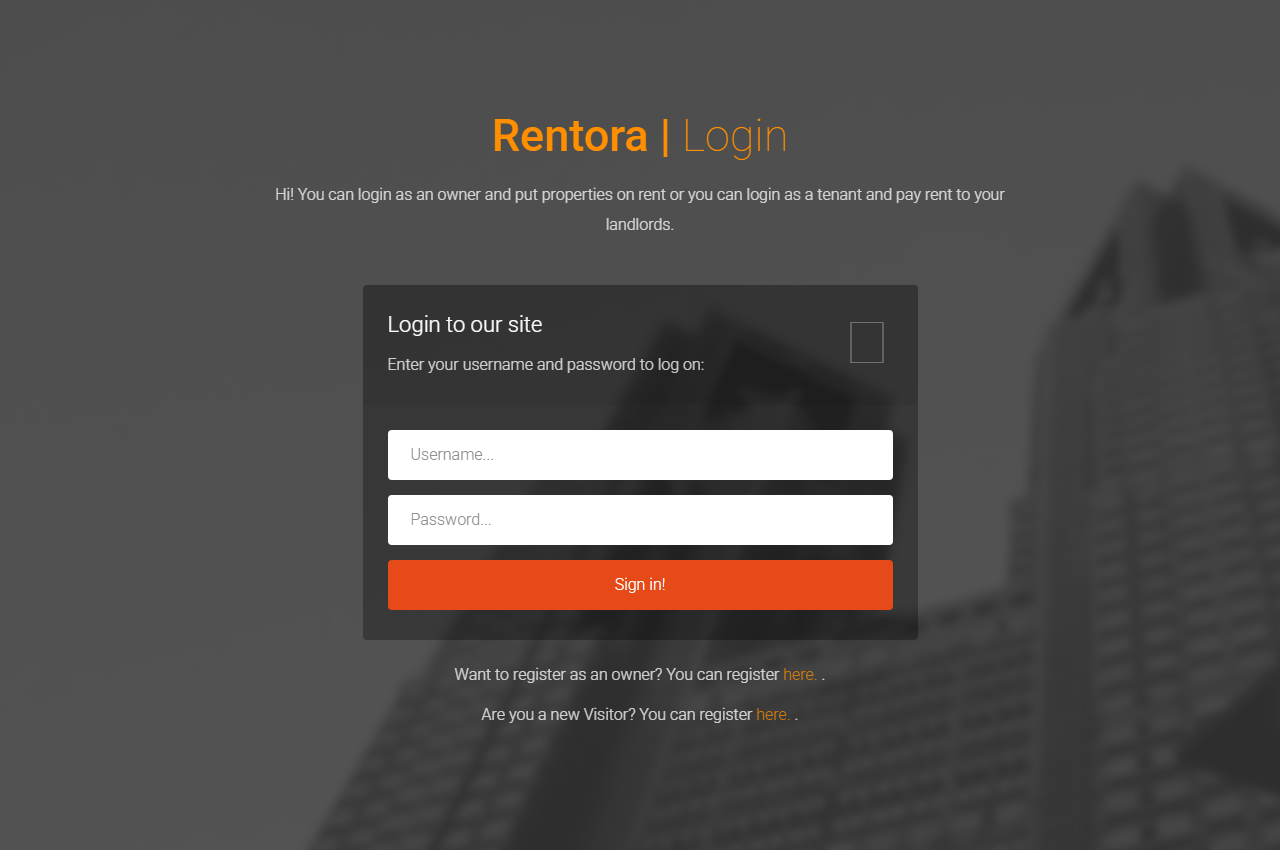 Rentora | Login
Hi! You can login as an owner and put properties on rent or you can login as a tenant and pay rent to your
landlords.
Login to our site
Enter your username and password to log on:
Username...
Password...
Sign in!
Want to register as an owner? You can register here. .
Are you a new Visitor? You can register here. .